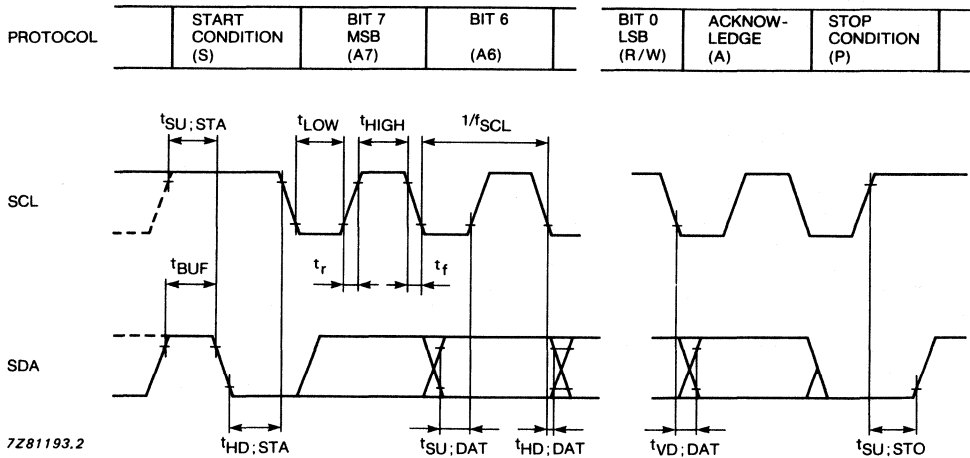 PROTOCOL
START
CONDITION
(S)
BIT 7
MSB
(A7)
BIT 6
(A6)
BIT 0
LSB
(R/W)
ACKNOW-
LEDGE
(A)
STOP
CONDITION
(P)
tSU;STA
tLOW
tHIGH
1/fSCL
SCL
tBUF
tr
tf
SDA
tHD;STA
tSU;DAT
tHD;DAT
tVD;DAT
tSU;STO
7Z81193.2